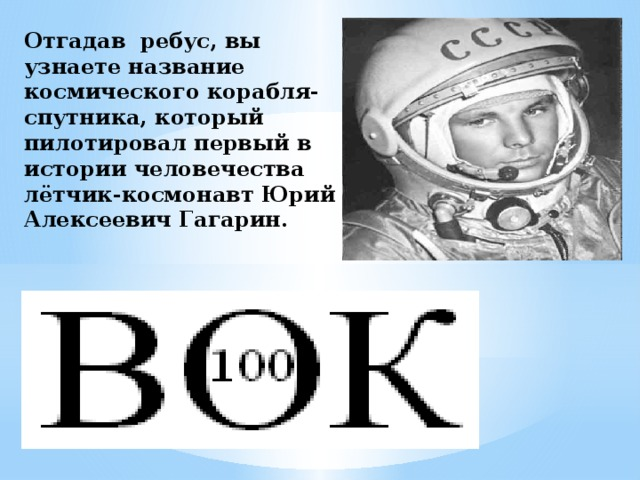 Отгадав ребус, вы
узнаете название
космического корабля-
спутника, который
пилотировал первый в
истории человечества
лётчик-космонавт Юрий
Алексеевич Гагарин.
СССР
ВОК
100